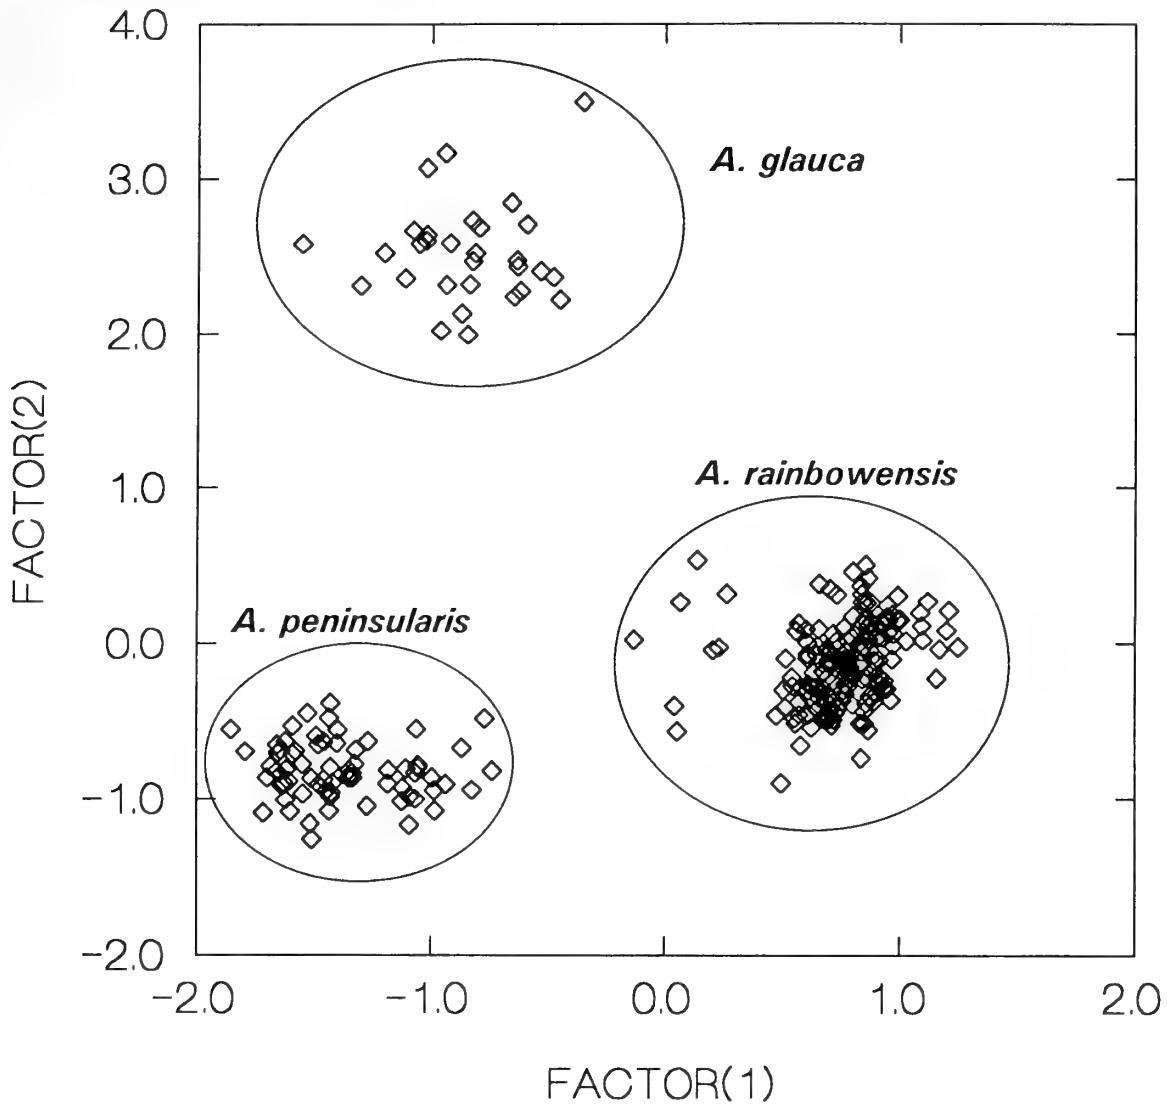 4.0
A. glauca
3.0
2.0
FACTOR(2)
A. rainbowensis
1.0
A. peninsularis
0.0
−1.0
−2.0
−2.0 −1.0 0.0 1.0 2.0
FACTOR(1)